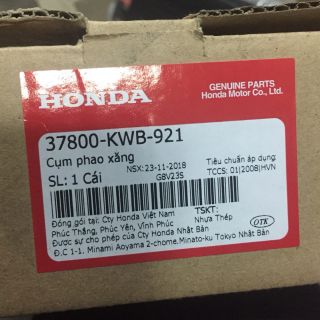 HONDA
GENUINE PARTS
Honda Motor Co., Ltd.
37800-KWB-921
Cụm phao xăng
NSX:23-11-2018
Tiêu chuẩn áp dụng
SL: 1 Cái
G8V23S
TCCS: 01|2008|HVN
Đóng gói tại: Cty Honda Việt Nam
TSKT:
Phúc Thắng, Phúc Yên, Vĩnh Phúc
Nhựa Thép
Được sự cho phép của Cty Honda Nhật Bản
OTK
Đ.C 1-1. Minami Aoyama 2-chome.Minato-ku Tokyo Nhật Bản